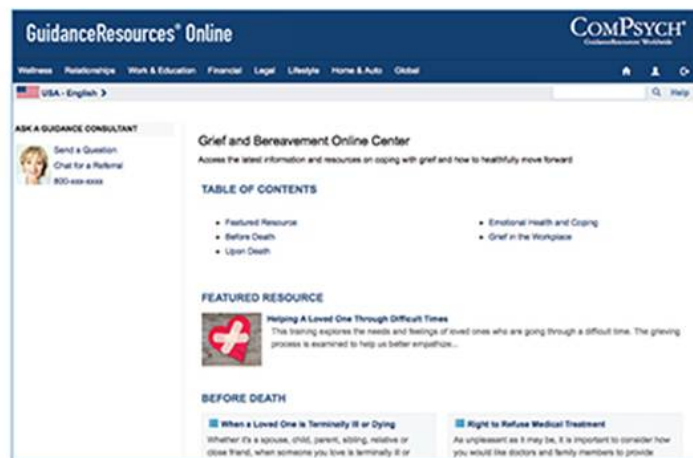 GuidanceResources® Online
COMPSYCH®
GuidanceResources Worldwide
Wellness Relationships Work & Education Financial Legal Lifestyle Home & Auto Global
USA - English
Help
ASK A GUIDANCE CONSULTANT
Send a Question
Chat for a Referral
800-xxx-xxxx
Grief and Bereavement Online Center
Access the latest information and resources on coping with grief and how to healthfully move forward
TABLE OF CONTENTS
Featured Resource
Before Death
Upon Death
Emotional Health and Coping
Grief in the Workplace
FEATURED RESOURCE
Helping A Loved One Through Difficult Times
This training explores the needs and feelings of loved ones who are going through a difficult time. The grieving
process is examined to help us better empathize...
BEFORE DEATH
When a Loved One is Terminally Ill or Dying
Whether it's a spouse, child, parent, sibling, relative or
close friend, when someone you love is terminally ill or
Right to Refuse Medical Treatment
As unpleasant as it may be, it is important to consider how
you would like doctors and family members to provide